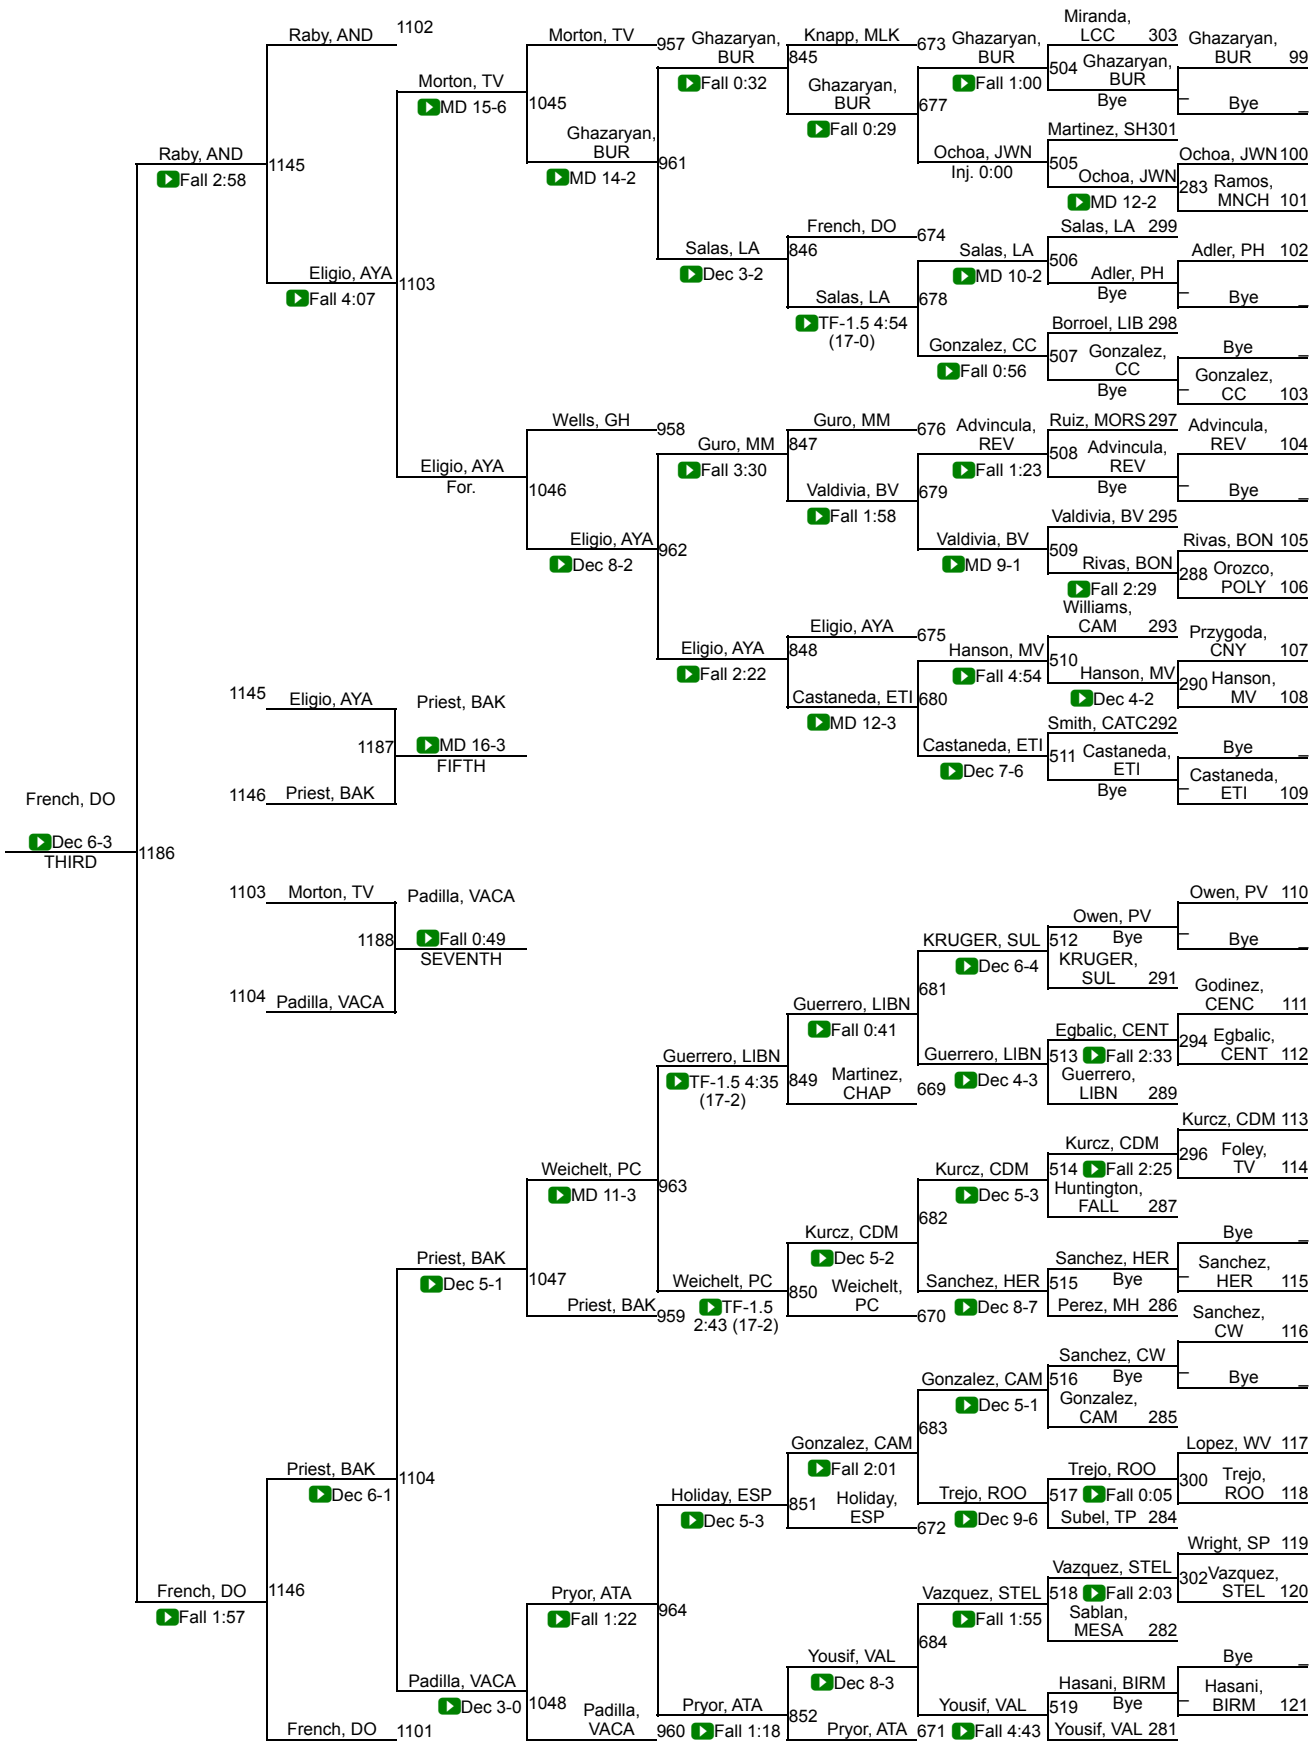 Raby, AND
1102
Morton, TV
957
Ghazaryan,
BUR
Knapp, MLK
673
Ghazaryan,
BUR
Miranda,
LCC 303
Ghazaryan,
BUR 99
Morton, TV
MD 15-6
Fall 0:32
845
Ghazaryan,
BUR
Fall 0:29
Fall 1:00
504
Ghazaryan,
BUR
Bye
_ Bye _
1045
677
Ghazaryan,
BUR
MD 14-2
961
Ochoa, JWN
Inj. 0:00
Martinez, SH 301
505
Ochoa, JWN
MD 12-2
Ochoa, JWN 100
283 Ramos,
MNCH 101
Raby, AND
Fall 2:58
1145
Salas, LA
Dec 3-2
French, DO
674
846
Salas, LA
MD 10-2
Salas, LA 299
506
Adler, PH
Bye
Adler, PH 102
_ Bye _
Eligio, AYA
Fall 4:07
1103
Salas, LA
TF-1.5 4:54
(17-0)
678
Gonzalez, CC
Fall 0:56
Borroel, LIB 298
507 Gonzalez,
CC
Bye
Bye _
_ Gonzalez,
CC 103
Wells, GH
958
Guro, MM
Fall 3:30
Guro, MM
676
847
Advincula,
REV
Fall 1:23
Ruiz, MORS 297
508 Advincula,
REV
Bye
Advincula,
REV 104
_ Bye _
Eligio, AYA
For.
1046
Valdivia, BV
Fall 1:58
679
Eligio, AYA
Dec 8-2
962
Valdivia, BV
MD 9-1
Valdivia, BV 295
509
Rivas, BON
Fall 2:29
Rivas, BON 105
288 Orozco,
POLY 106
Eligio, AYA
Fall 2:22
Eligio, AYA
675
848
Hanson, MV
Fall 4:54
Williams,
CAM 293
510
Hanson, MV
Dec 4-2
Przygoda,
CNY 107
290 Hanson,
MV 108
1145
Eligio, AYA
Priest, BAK
Castaneda, ETI
MD 12-3
680
1187
MD 16-3
FIFTH
Castaneda, ETI
Dec 7-6
Smith, CATC 292
511 Castaneda,
ETI
Bye
Bye _
_ Castaneda,
ETI 109
1146
Priest, BAK
French, DO
Dec 6-3
THIRD
1186
1103
Morton, TV
Padilla, VACA
1188
Fall 0:49
SEVENTH
1104
Padilla, VACA
KRUGER, SUL
Dec 6-4
Owen, PV
512 Bye
KRUGER,
SUL 291
Owen, PV 110
_ Bye _
Guerrero, LIBN
Fall 0:41
681
Guerrero, LIBN
TF-1.5 4:35
(17-2)
849 Martinez,
CHAP
669
Guerrero, LIBN
Dec 4-3
Egbalic, CENT
513 Fall 2:33
Guerrero,
LIBN 289
Godinez,
CENC 111
294 Egbalic,
CENT 112
Weichelt, PC
MD 11-3
963
Kurcz, CDM
Dec 5-3
Kurcz, CDM
514 Fall 2:25
Huntington,
FALL 287
Kurcz, CDM 113
296 Foley,
TV 114
Priest, BAK
Dec 5-1
1047
Kurcz, CDM
Dec 5-2
682
Priest, BAK
959
Weichelt, PC
TF-1.5
2:43 (17-2)
850 Weichelt,
PC
670
Sanchez, HER
Dec 8-7
Sanchez, HER
515 Bye
Perez, MH 286
Bye _
_ Sanchez,
HER 115
Gonzalez, CAM
Dec 5-1
Sanchez, CW
516 Bye
Gonzalez,
CAM 285
Sanchez,
CW 116
_ Bye _
Priest, BAK
Dec 6-1
1104
Gonzalez, CAM
Fall 2:01
683
Holiday, ESP
Dec 5-3
851 Holiday,
ESP
672
Trejo, ROO
Dec 9-6
Trejo, ROO
517 Fall 0:05
Subel, TP 284
Lopez, WV 117
300 Trejo,
ROO 118
French, DO
Fall 1:57
1146
Pryor, ATA
Fall 1:22
964
Vazquez, STEL
Fall 1:55
Vazquez, STEL
518 Fall 2:03
Sablan,
MESA 282
Wright, SP 119
302 Vazquez,
STEL 120
Padilla, VACA
Dec 3-0
1048
Yousif, VAL
Dec 8-3
684
French, DO
1101
Padilla,
VACA
960
Pryor, ATA
Fall 1:18
852
Pryor, ATA
671
Yousif, VAL
Fall 4:43
Hasani, BIRM
519 Bye
Yousif, VAL 281
Bye _
_ Hasani,
BIRM 121